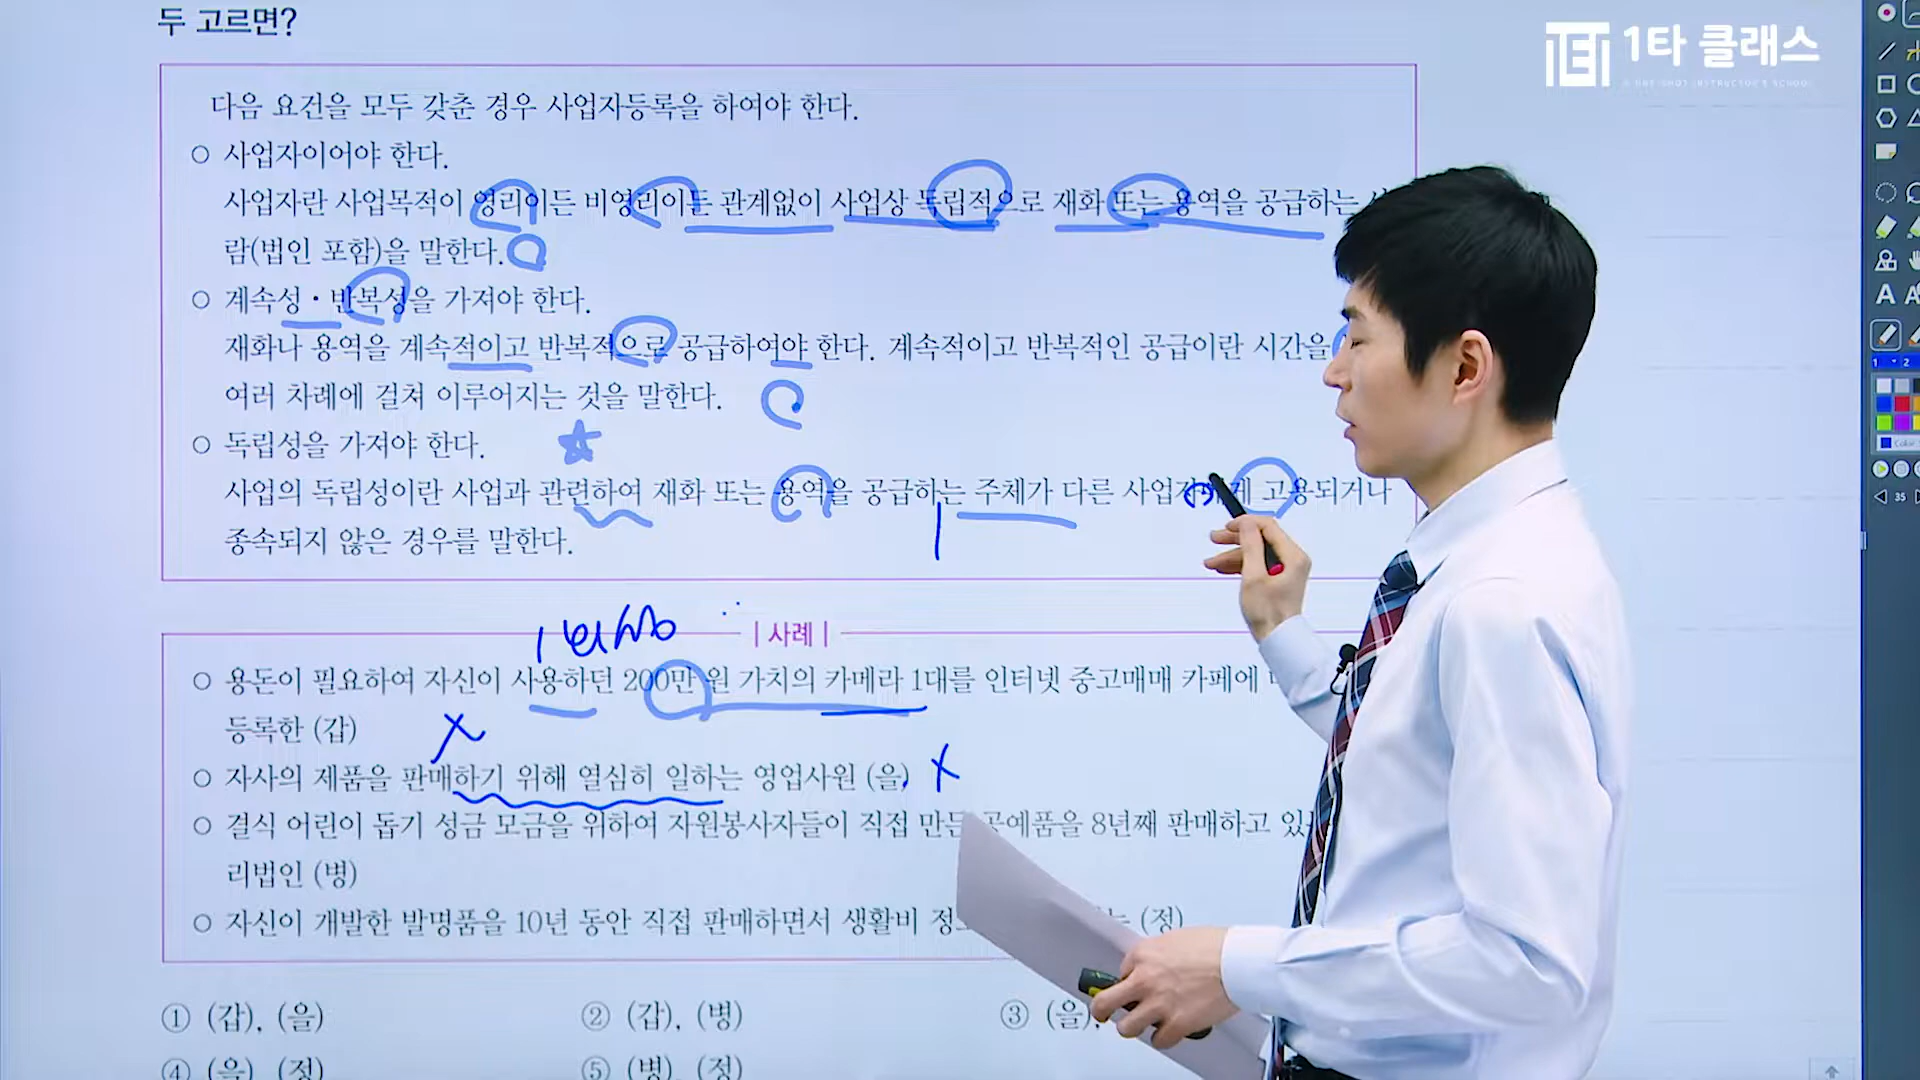 두 고르면?
1타 클래스
다음 요건을 모두 갖춘 경우 사업자등록을 하여야 한다.
○ 사업자이어야 한다.
사업자란 사업목적이 영리이든 비영리이든 관계없이 사업상 독립적으로 재화 또는 용역을 공급하는
람(법인 포함)을 말한다.
○ 계속성·반복성을 가져야 한다.
재화나 용역을 계속적이고 반복적으로 공급하여야 한다. 계속적이고 반복적인 공급이란 시간을
여러 차례에 걸쳐 이루어지는 것을 말한다.
○ 독립성을 가져야 한다.
사업의 독립성이란 사업과 관련하여 재화 또는 용역을 공급하는 주체가 다른 고용되거나
종속되지 않은 경우를 말한다.
| 사례 |
○ 용돈이 필요하여 자신이 사용하던 200만 원 가치의 카메라 1대를 인터넷 중고매매 카페에
등록한 (갑)
○ 자사의 제품을 판매하기 위해 열심히 일하는 영업사원 (을)
○ 결식 어린이 돕기 성금 모금을 위하여 자원봉사자들이 직접 만든 공예품을 8년째 판매하고
리법인 (병)
○ 자신이 개발한 발명품을 10년 동안 직접 판매하면서 생활비 (정)
① (갑), (을) ② (갑), (병) ③ (을),
④ (을), (정) ⑤ (병), (정)